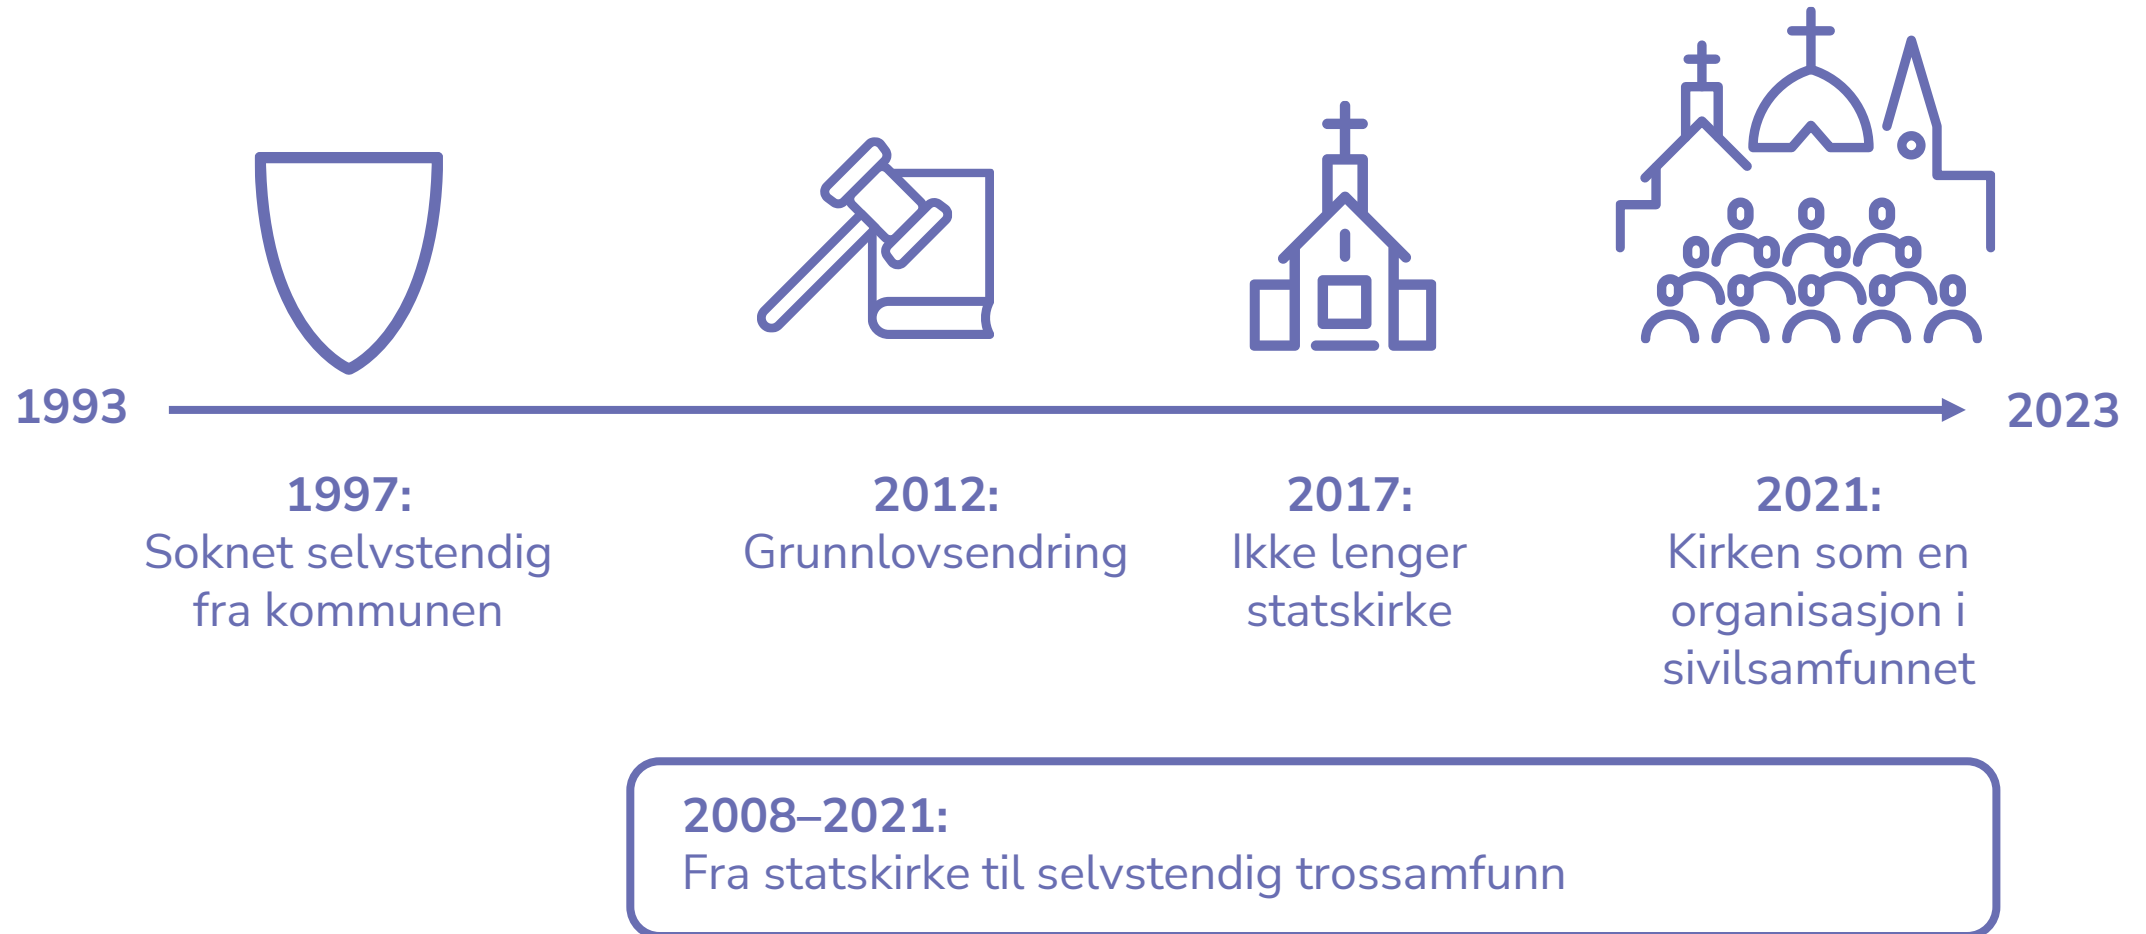 1993
2023
1997:
Soknet selvstendig
fra kommunen
2012:
Grunnlovsendring
2017:
Ikke lenger
statskirke
2021:
Kirken som en
organisasjon i
sivilsamfunnet
2008–2021:
Fra statskirke til selvstendig trossamfunn